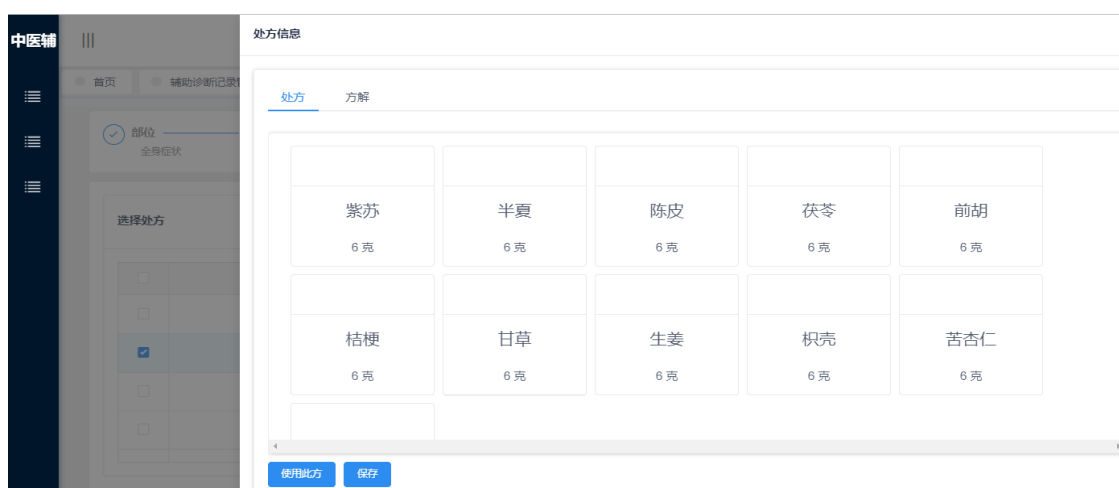 中医辅
处方信息
首页
辅助诊断记录
处方
方解
部位
全身症状
选择处方
紫苏
半夏
陈皮
茯苓
前胡
6 克
6 克
6 克
6 克
6 克
桔梗
甘草
生姜
枳壳
苦杏仁
6 克
6 克
6 克
6 克
6 克
使用此方
保存